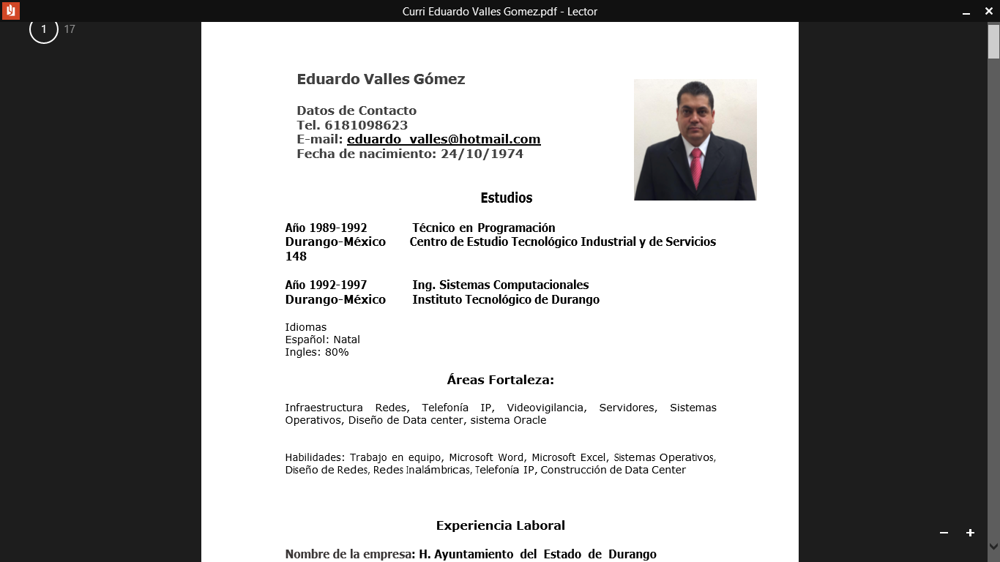 Curri Eduardo Valles Gomez.pdf - Lector
1 17
Eduardo Valles Gómez
Datos de Contacto
Tel. 6181098623
E-mail: eduardo_valles@hotmail.com
Fecha de nacimiento: 24/10/1974
Estudios
Año 1989-1992 Técnico en Programación
Durango-México Centro de Estudio Tecnológico Industrial y de Servicios
148
Año 1992-1997 Ing. Sistemas Computacionales
Durango-México Instituto Tecnológico de Durango
Idiomas
Español: Natal
Ingles: 80%
Áreas Fortaleza:
Infraestructura Redes, Telefonía IP, Videovigilancia, Servidores, Sistemas
Operativos, Diseño de Data center, sistema Oracle
Habilidades: Trabajo en equipo, Microsoft Word, Microsoft Excel, Sistemas Operativos,
Diseño de Redes, Redes Inalámbricas, Telefonía IP, Construcción de Data Center
Experiencia Laboral
Nombre de la empresa: H. Ayuntamiento del Estado de Durango